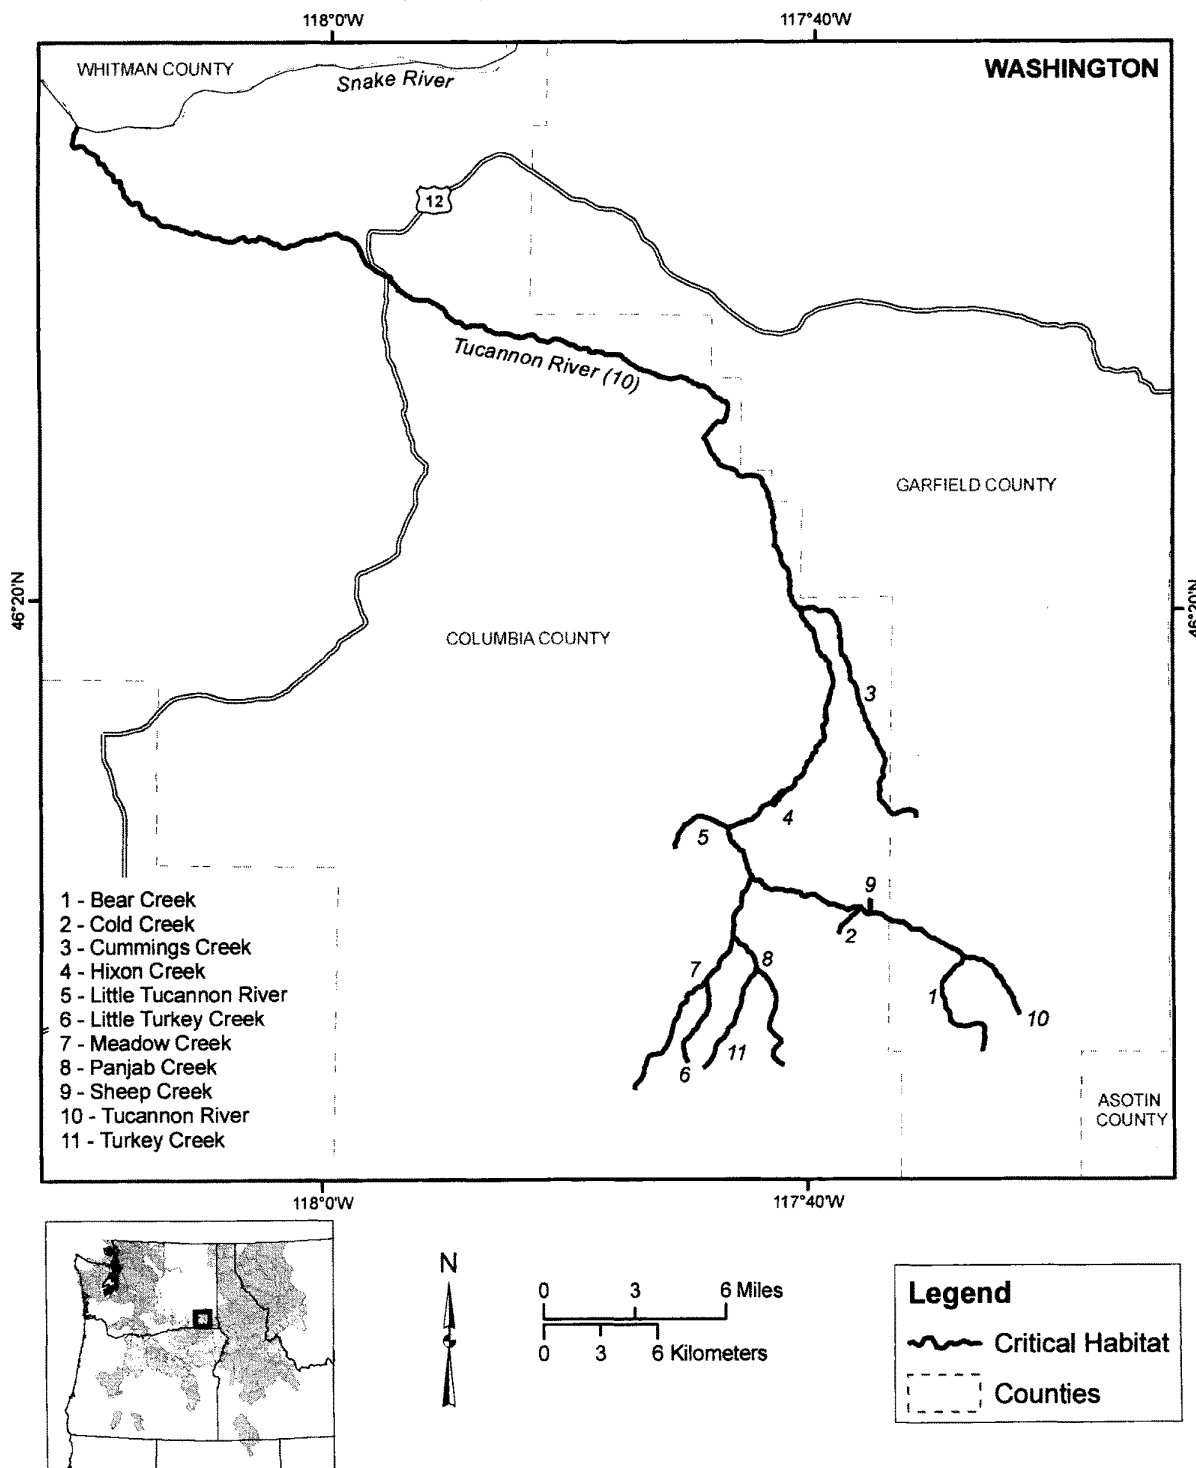 118°0'W
117°40'W
WHITMAN COUNTY
Snake River
WASHINGTON
12
Tucannon River (10)
GARFIELD COUNTY
46°20'N
46°20'N
COLUMBIA COUNTY
3
4
5
9
2
7
8
1
10
6
11
1 - Bear Creek
2 - Cold Creek
3 - Cummings Creek
4 - Hixon Creek
5 - Little Tucannon River
6 - Little Turkey Creek
7 - Meadow Creek
8 - Panjab Creek
9 - Sheep Creek
10 - Tucannon River
11 - Turkey Creek
ASOTIN
COUNTY
118°0'W
117°40'W
N
0 3 6 Miles
0 3 6 Kilometers
Legend
Critical Habitat
Counties